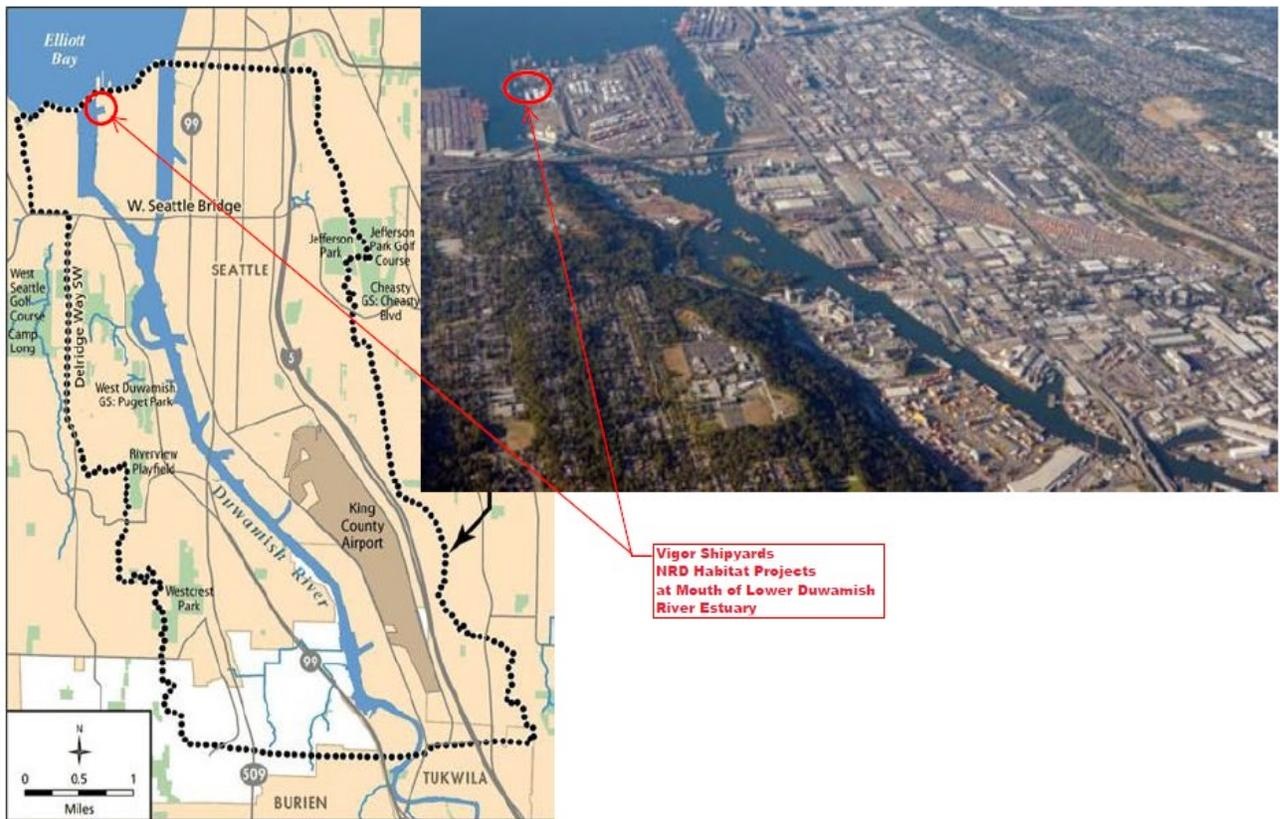 Elliott
Bay
99
W. Seattle Bridge
Jefferson
Park
Jefferson
Park Golf
Course
SEATTLE
Cheasty
GS: Cheasty
Blvd
West
Seattle
Golf
Course
Camp
Long
Delridge Way SW
5
West Duwamish
GS: Puget Park
Riverview
Playfield
Duwamish River
King
County
Airport
Westcrest
Park
99
N
0 0.5 1
Miles
509
TUKWILA
BURIEN
Vigor Shipyards
NRD Habitat Projects
at Mouth of Lower Duwamish
River Estuary